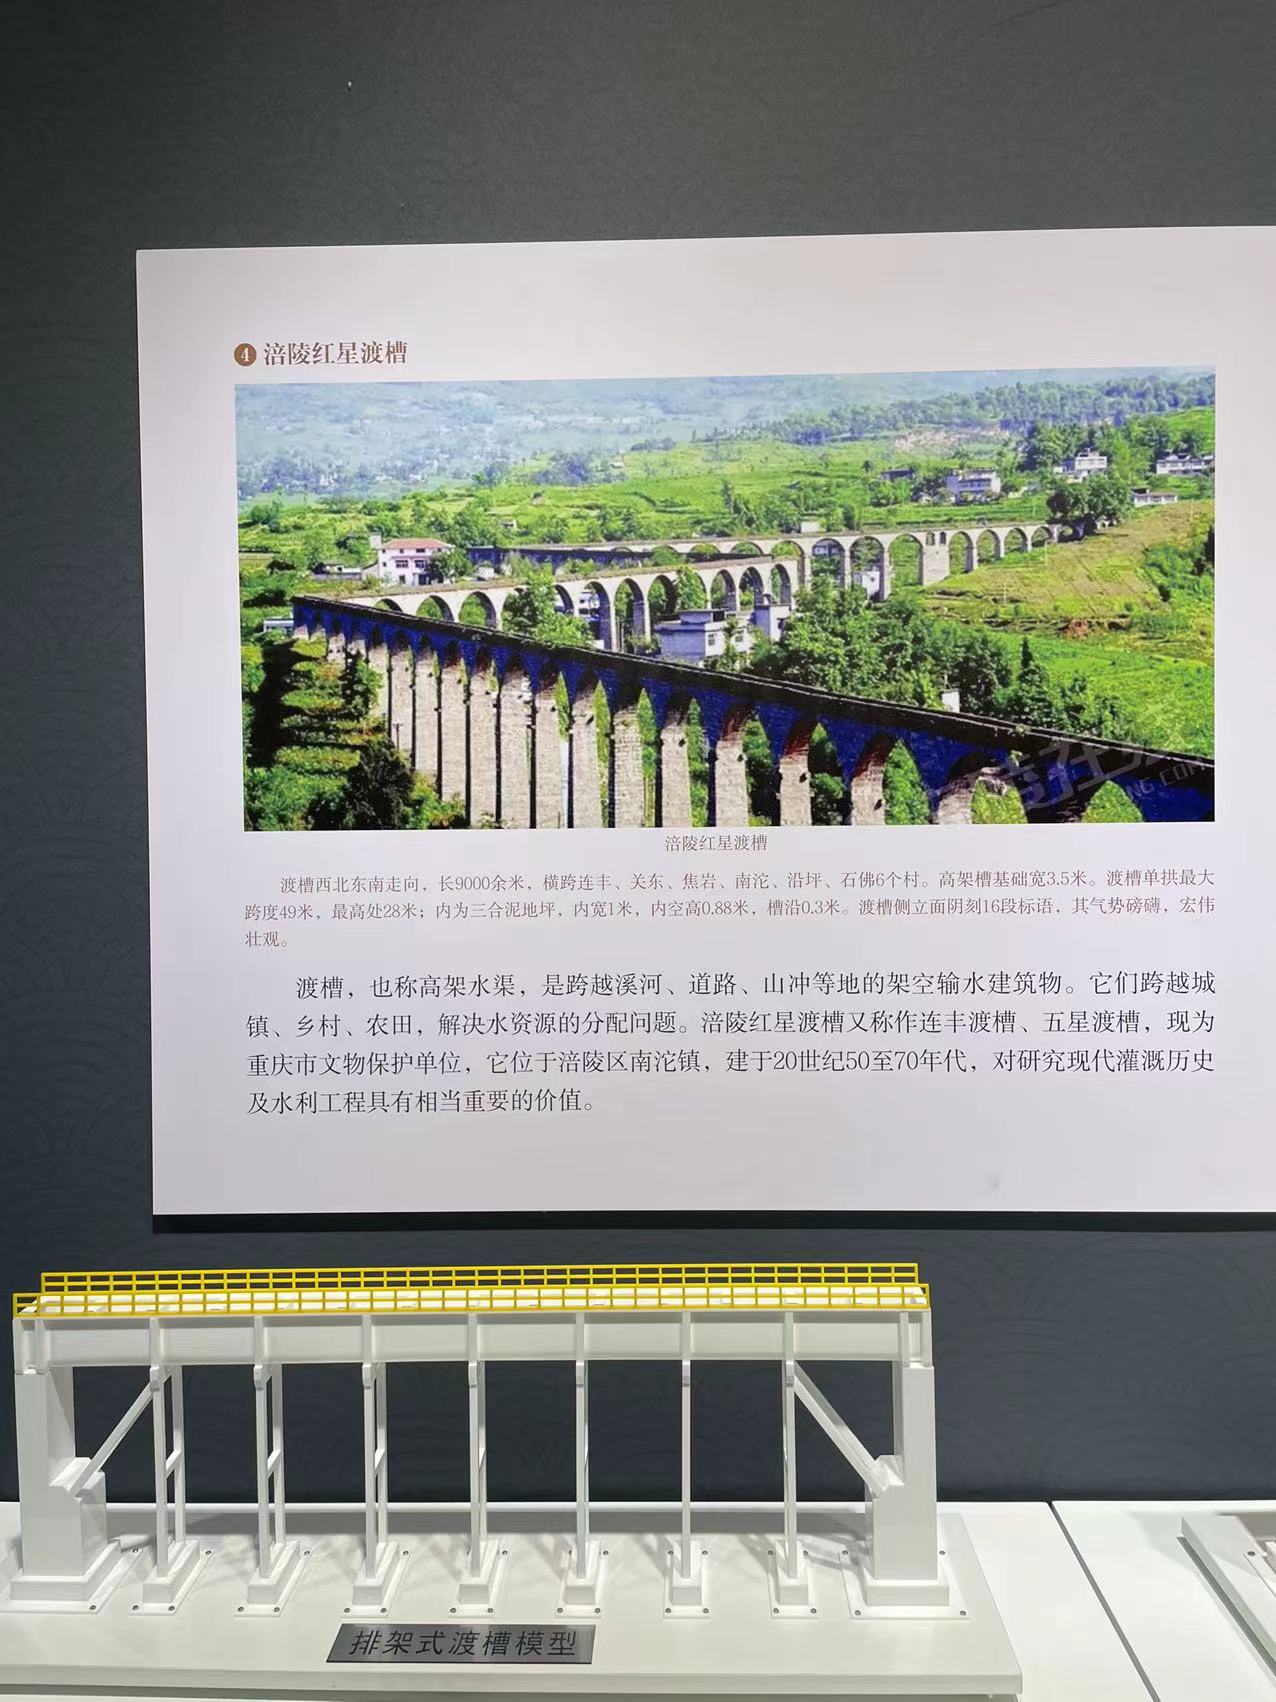 4 涪陵红星渡槽
涪陵红星渡槽
渡槽西北东南走向，长9000余米，横跨连丰、关东、焦岩、南沱、沿坪、石佛6个村。高架槽基础宽3.5米。渡槽单拱最大
跨度49米，最高处28米；内为三合泥地坪，内宽1米，内空高0.88米，槽沿0.3米。渡槽侧立面阴刻16段标语，其气势磅礴，宏伟
壮观。
渡槽，也称高架水渠，是跨越溪河、道路、山冲等地的架空输水建筑物。它们跨越城
镇、乡村、农田，解决水资源的分配问题。涪陵红星渡槽又称作连丰渡槽、五星渡槽，现为
重庆市文物保护单位，它位于涪陵区南沱镇，建于20世纪50至70年代，对研究现代灌溉历史
及水利工程具有相当重要的价值。
排架式渡槽模型